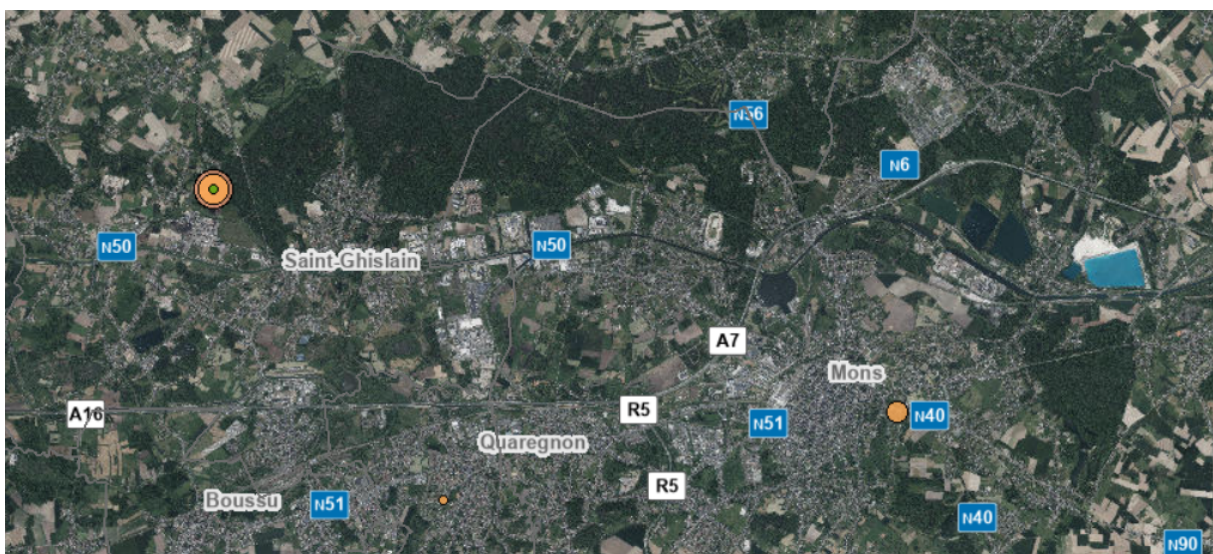 N56
N6
N50
N50
Saint-Ghislain
A7
Mons
A16
R5
N40
N51
Quaregnon
R5
Boussu
N51
N40
N90